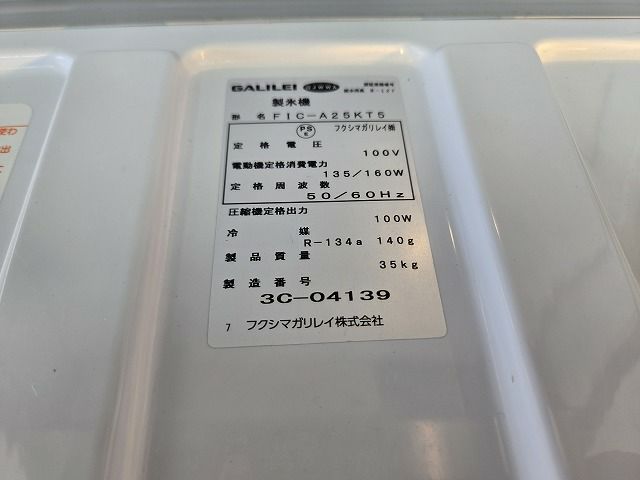 GALILEI
製氷機
形名 FIC-A25KT5
PS E フクシマガリレイ㈱
定格電圧 100V
電動機定格消費電力 135/160W
定格周波数 50/60Hz
圧縮機定格出力 100W
冷媒 R-134a 140g
製品質量 35kg
製造番号
3C-04139
7 フクシマガリレイ株式会社